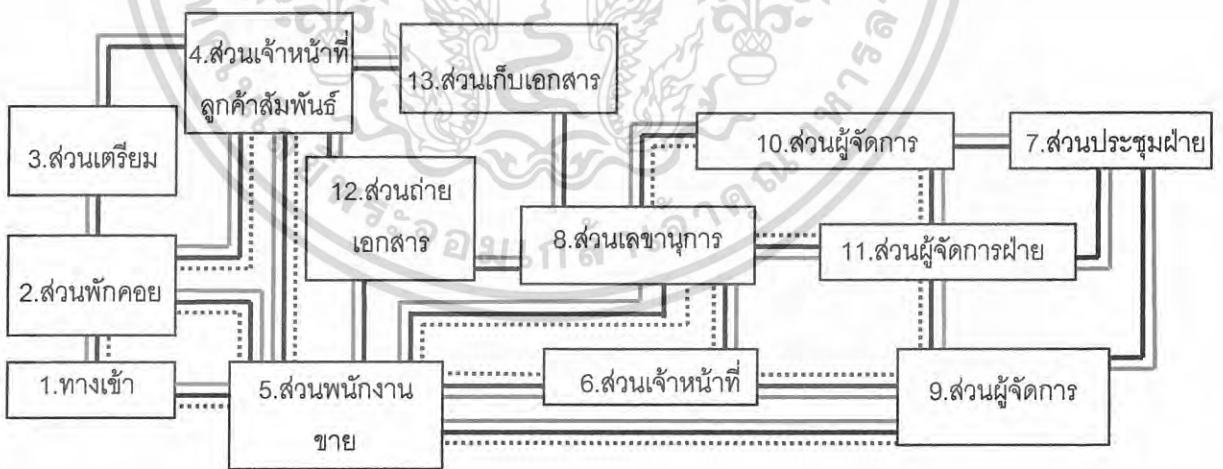 4.ส่วนเจ้าหน้าที่
ลูกค้าสัมพันธ์
13.ส่วนเก็บเอกสาร
3.ส่วนเตรียม
10.ส่วนผู้จัดการ
7.ส่วนประชุมฝ่าย
12.ส่วนถ่าย
เอกสาร
8.ส่วนเลขานุการ
11.ส่วนผู้จัดการฝ่าย
2.ส่วนพักคอย
1.ทางเข้า
5.ส่วนพนักงาน
ขาย
6.ส่วนเจ้าหน้าที่
9.ส่วนผู้จัดการ